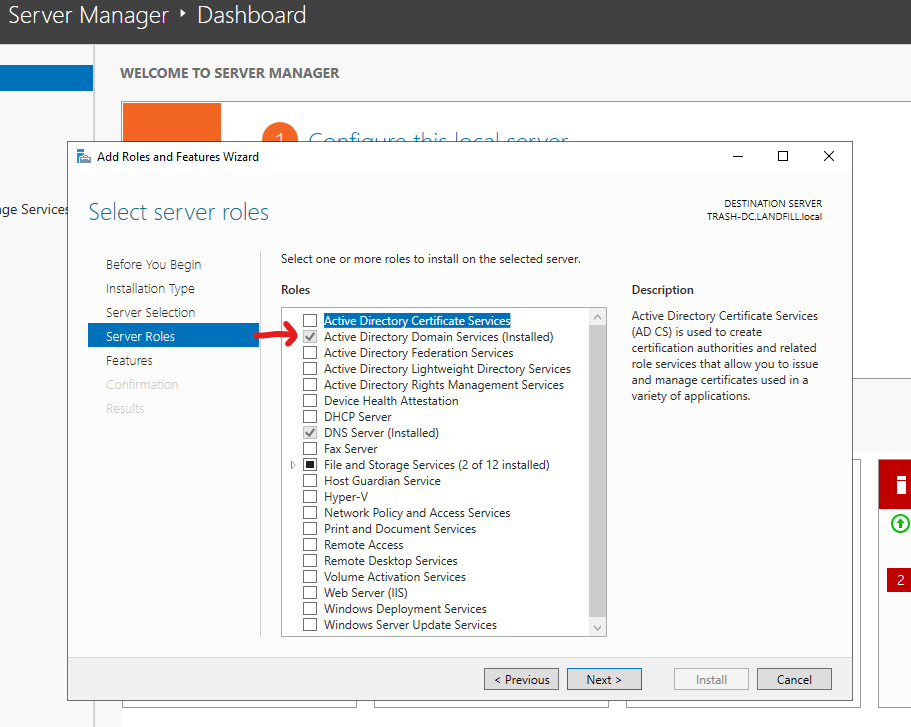 Server Manager ‣ Dashboard
WELCOME TO SERVER MANAGER
1 Configure this local server
Add Roles and Features Wizard
Services
Select server roles
DESTINATION SERVER
TRASH-DC.LANDFILL.local
Before You Begin
Installation Type
Server Selection
Server Roles
Features
Confirmation
Results
Select one or more roles to install on the selected server.
Roles
Active Directory Certificate Services
Active Directory Domain Services (Installed)
Active Directory Federation Services
Active Directory Lightweight Directory Services
Active Directory Rights Management Services
Device Health Attestation
DHCP Server
DNS Server (Installed)
Fax Server
File and Storage Services (2 of 12 installed)
Host Guardian Service
Hyper-V
Network Policy and Access Services
Print and Document Services
Remote Access
Remote Desktop Services
Volume Activation Services
Web Server (IIS)
Windows Deployment Services
Windows Server Update Services
Description
Active Directory Certificate Services
(AD CS) is used to create
certification authorities and related
role services that allow you to issue
and manage certificates used in a
variety of applications.
2
< Previous
Next >
Install
Cancel